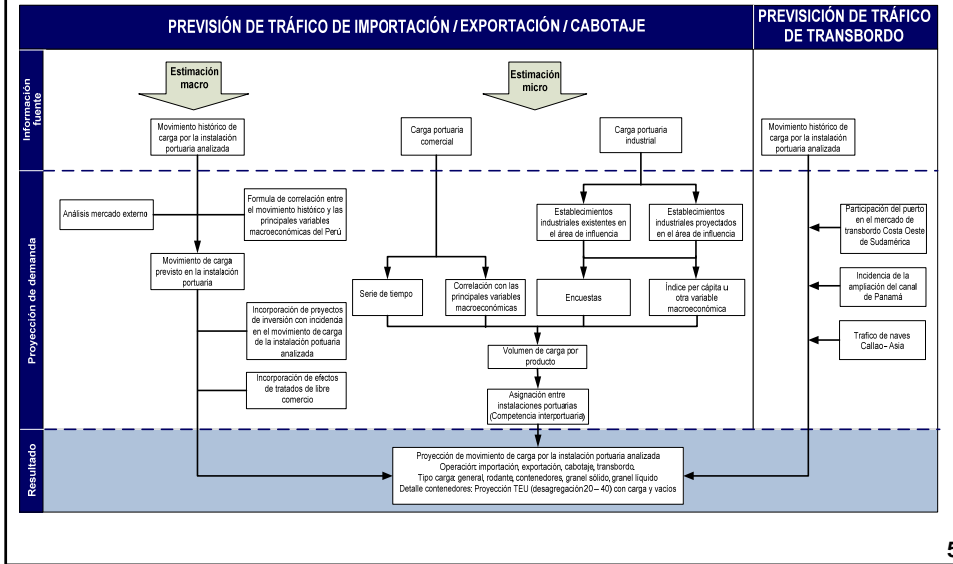 PREVISIÓN DE TRÁFICO DE IMPORTACIÓN / EXPORTACIÓN / CABOTAJE
PREVISICIÓN DE TRÁFICO
DE TRANSBORDO
Información
fuente
Estimación
macro
Estimación
micro
Movimiento histórico de
carga por la instalación
portuaria analizada
Carga portuaria
comercial
Carga portuaria
industrial
Movimiento histórico de
carga por la instalación
portuaria analizada
Proyección de demanda
Análisis mercado externo
Formula de correlación entre
el movimiento histórico y las
principales variables
macroeconómicas del Perú
Movimiento de carga
previsto en la instalación
portuaria
Incorporación de proyectos
de inversión con incidencia
en el movimiento de carga
de la instalación portuaria
analizada
Incorporación de efectos
de tratados de libre
comercio
Establecimientos
industriales existentes en
el área de influencia
Establecimientos
industriales proyectados
en el área de influencia
Serie de tiempo
Correlación con las
principales variables
macroeconómicas
Encuestas
Índice per cápita u
otra variable
macroeconómica
Volumen de carga por
producto
Asignación entre
instalaciones portuarias
(Competencia interportuaria)
Participación del puerto
en el mercado de
transbordo Costa Oeste
de Sudamérica
Incidencia de la
ampliación del canal
de Panamá
Trafico de naves
Callao – Asia
Resultado
Proyección de movimiento de carga por la instalación portuaria analizada
Operación: importación, exportación, cabotaje, transbordo.
Tipo carga: general, rodante, contenedores, granel sólido, granel líquido
Detalle contenedores: Proyección TEU (desagregación 20 – 40) con carga y vacios
5